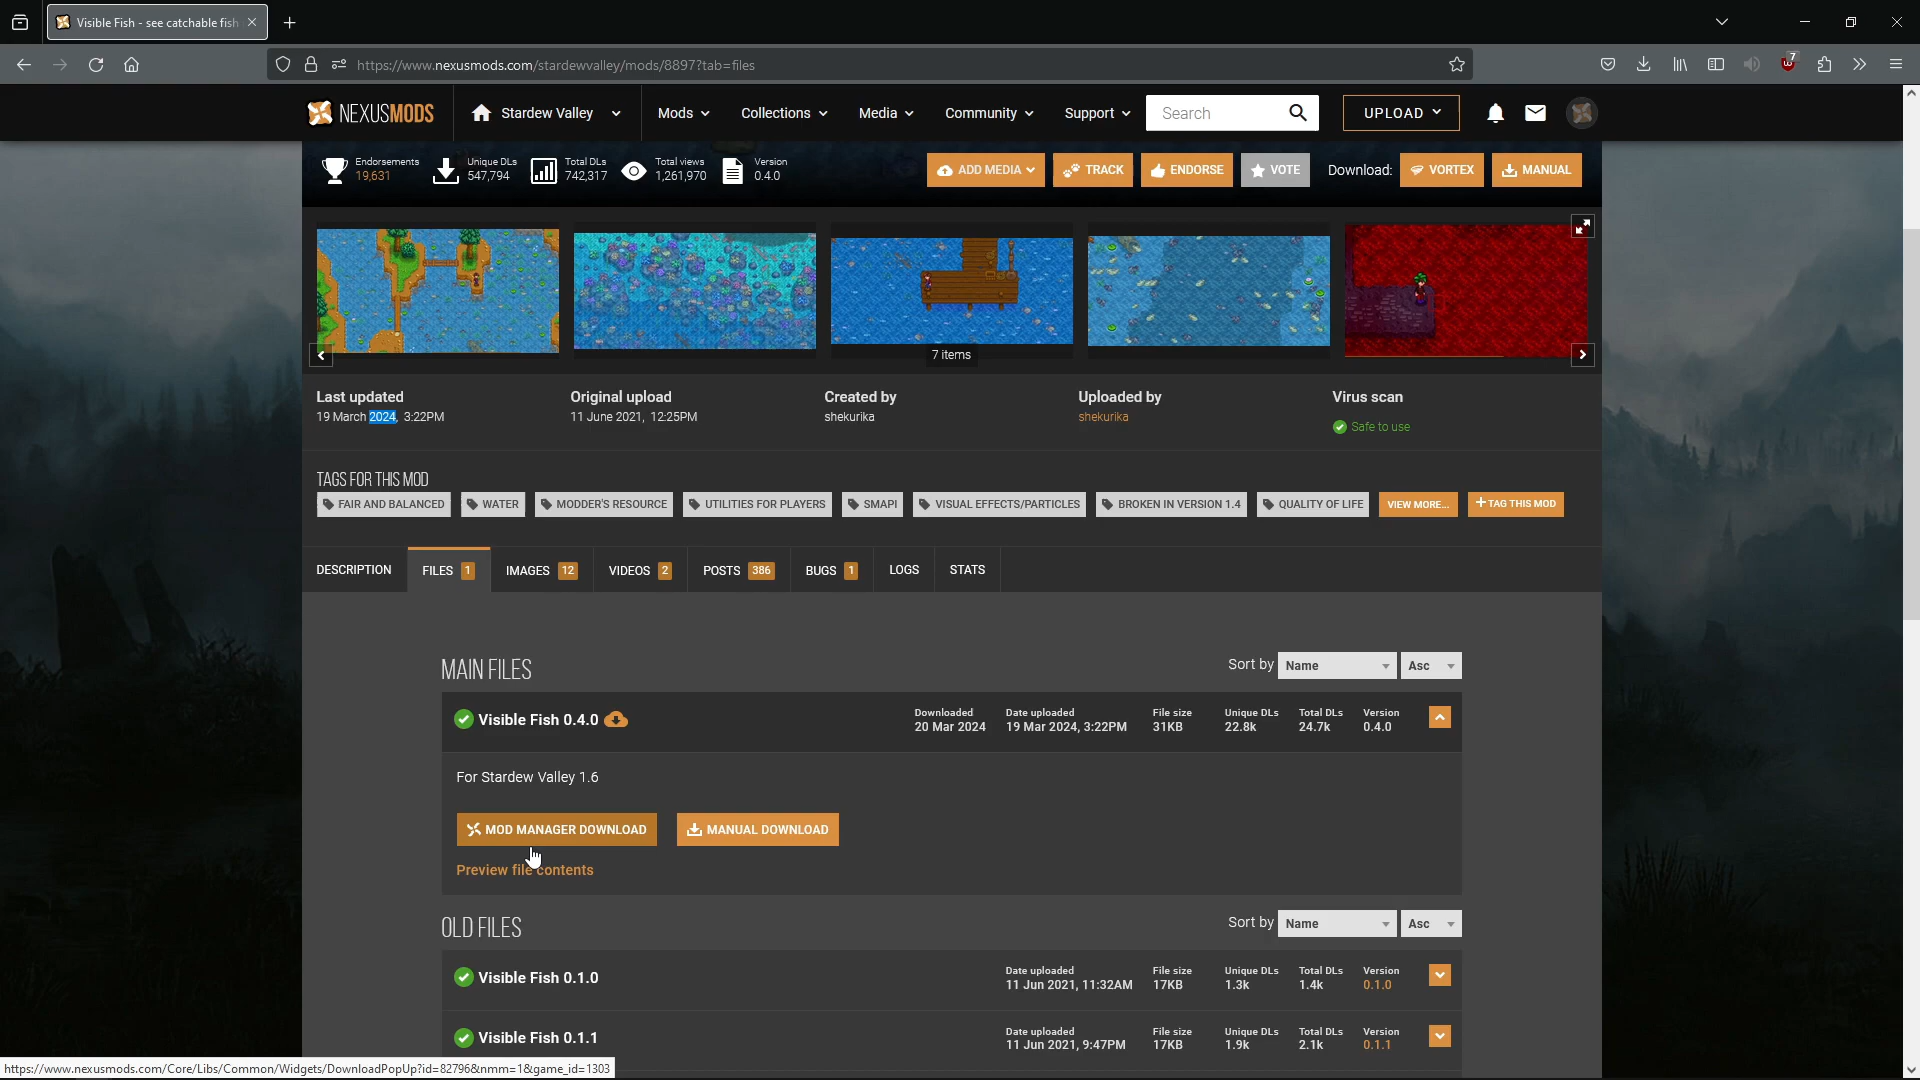 Visible Fish - see catchable fish
https://www.nexusmods.com/stardewvalley/mods/8897?tab=files
7
NEXUSMODS
Stardew Valley
Mods
Collections
Media
Community
Support
Search
UPLOAD
Endorsements
19,631
Unique DLs
547,794
Total DLs
742,317
Total views
1,261,970
Version
0.4.0
ADD MEDIA
TRACK
ENDORSE
VOTE
Download:
VORTEX
MANUAL
7 items
Last updated
19 March 2024, 3:22PM
Original upload
11 June 2021, 12:25PM
Created by
shekurika
Uploaded by
shekurika
Virus scan
Safe to use
TAGS FOR THIS MOD
FAIR AND BALANCED
WATER
MODDER'S RESOURCE
UTILITIES FOR PLAYERS
SMAPI
VISUAL EFFECTS/PARTICLES
BROKEN IN VERSION 1.4
QUALITY OF LIFE
VIEW MORE...
+TAG THIS MOD
DESCRIPTION
FILES 1
IMAGES 12
VIDEOS 2
POSTS 386
BUGS 1
LOGS
STATS
MAIN FILES
Sort by Name Asc
Visible Fish 0.4.0
Downloaded
20 Mar 2024
Date uploaded
19 Mar 2024, 3:22PM
File size
31KB
Unique DLs
22.8k
Total DLs
24.7k
Version
0.4.0
For Stardew Valley 1.6
MOD MANAGER DOWNLOAD
MANUAL DOWNLOAD
Preview file contents
OLD FILES
Sort by Name Asc
Visible Fish 0.1.0
Date uploaded
11 Jun 2021, 11:32AM
File size
17KB
Unique DLs
1.3k
Total DLs
1.4k
Version
0.1.0
Visible Fish 0.1.1
Date uploaded
11 Jun 2021, 9:47PM
File size
17KB
Unique DLs
1.9k
Total DLs
2.1k
Version
0.1.1
https://www.nexusmods.com/Core/Libs/Common/Widgets/DownloadPopUp?id=82796&nmm=1&game_id=1303